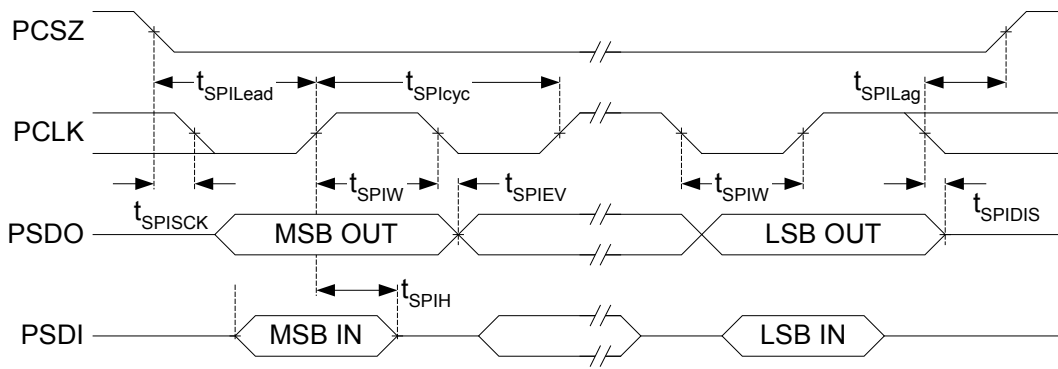 PCSZ
tSPILead
tSPIcyc
tSPILag
PCLK
tSPISCK
tSPIW
tSPIEV
tSPIW
tSPIDIS
PSDO
MSB OUT
LSB OUT
tSPIH
PSDI
MSB IN
LSB IN